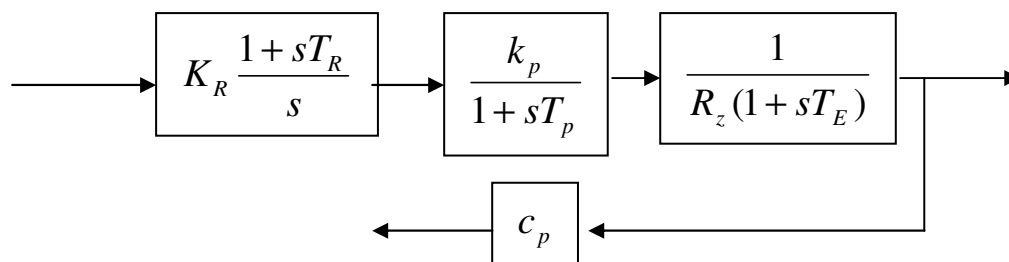 K_R (1 + sT_R)/s
k_p/(1 + sT_p)
1/(R_z(1 + sT_E))
c_p